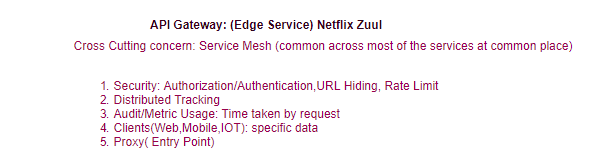 API Gateway: (Edge Service) Netflix Zuul
Cross Cutting concern: Service Mesh (common across most of the services at common place)
1. Security: Authorization/Authentication,URL Hiding, Rate Limit
2. Distributed Tracking
3. Audit/Metric Usage: Time taken by request
4. Clients(Web,Mobile,IOT): specific data
5. Proxy( Entry Point)